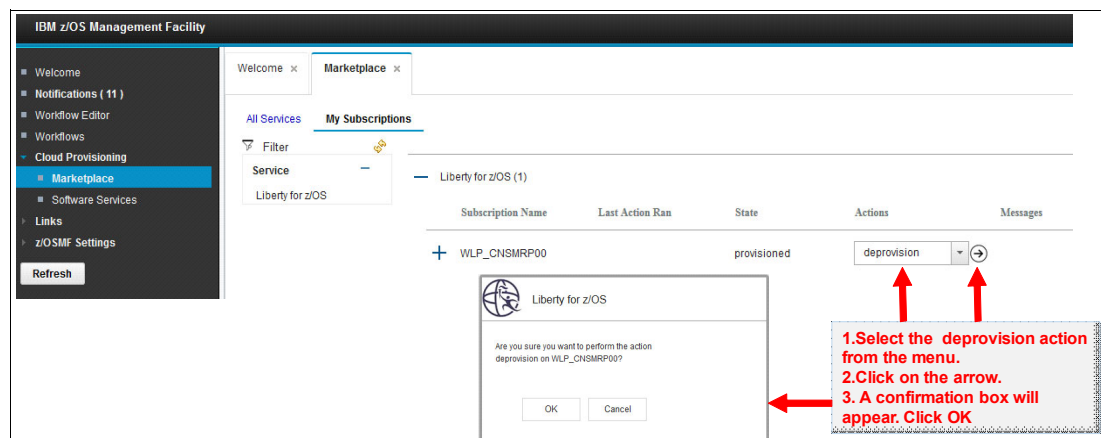 IBM z/OS Management Facility
Welcome
Notifications ( 11 )
Workflow Editor
Workflows
Cloud Provisioning
Marketplace
Software Services
Links
z/OSMF Settings
Refresh
Welcome ×
Marketplace ×
All Services
My Subscriptions
Filter
Service
Liberty for z/OS
Liberty for z/OS (1)
Subscription Name Last Action Ran State Actions Messages
WLP_CNSMRP00 provisioned deprovision
Liberty for z/OS
Are you sure you want to perform the action
deprovision on WLP_CNSMRP00?
OK Cancel
1.Select the deprovision action
from the menu.
2.Click on the arrow.
3. A confirmation box will
appear. Click OK